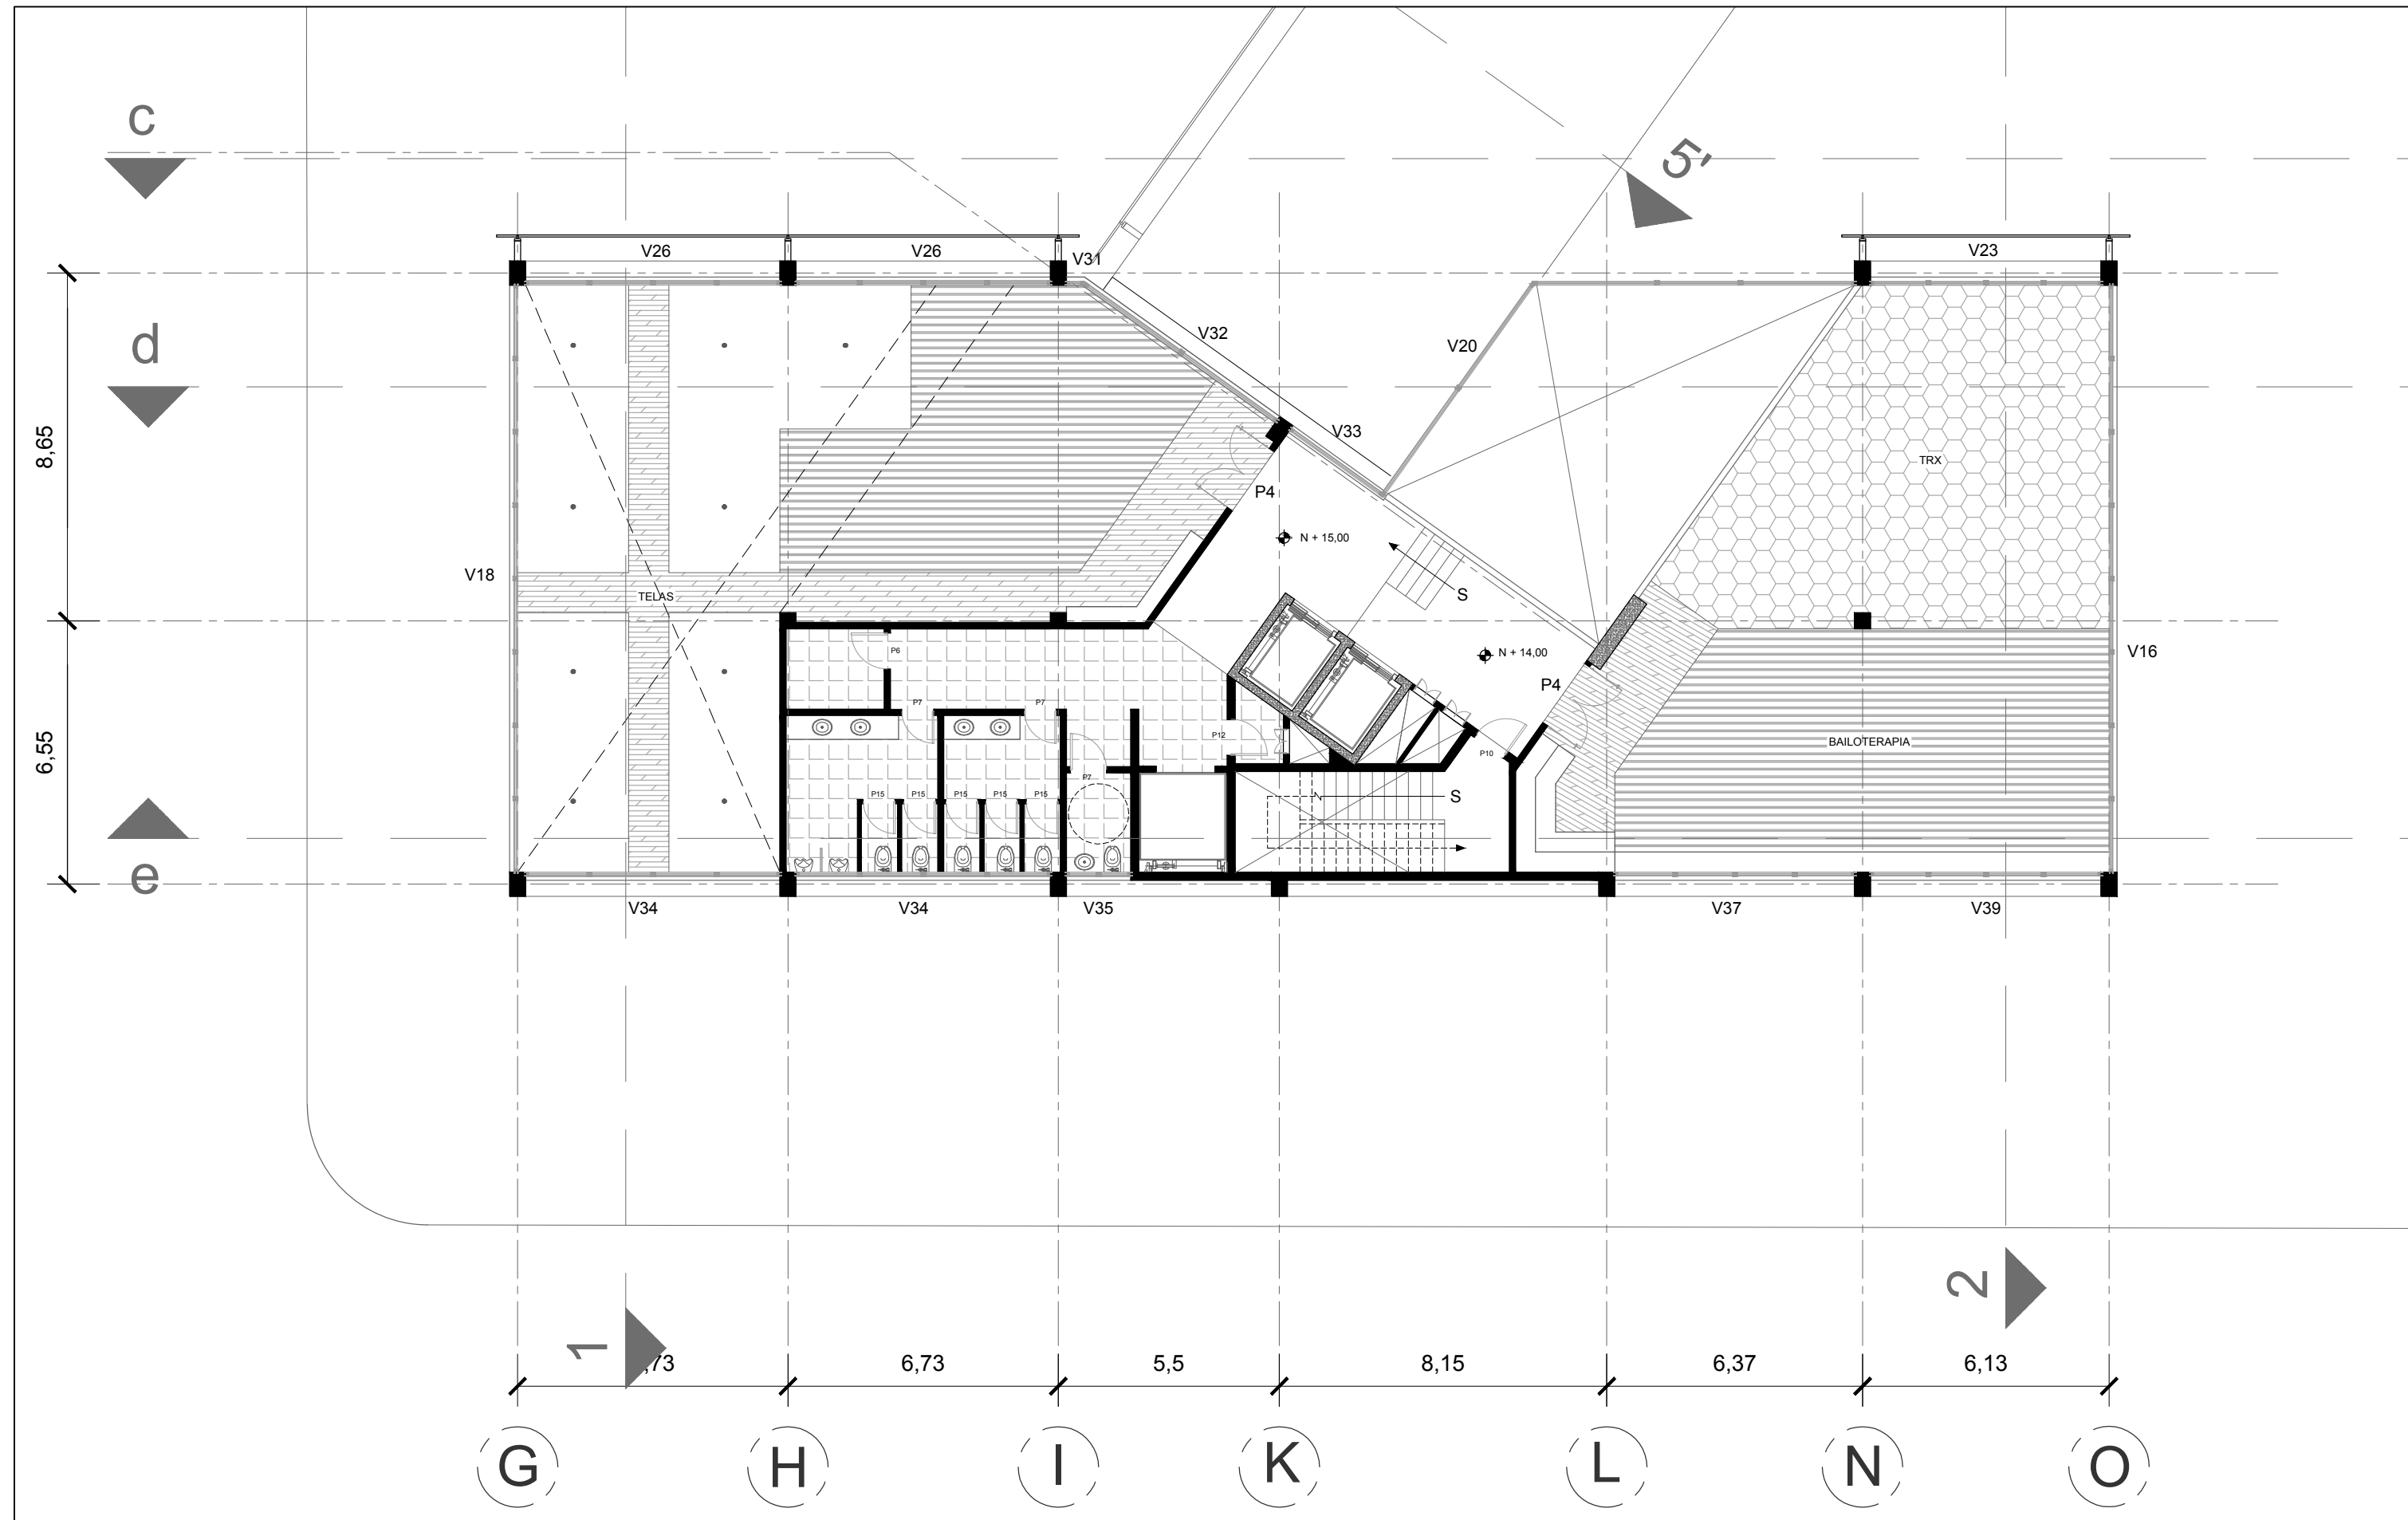 c
5'
V26
V26
V23
V31
d
V32
V20
V33
8,65
TRX
P4
N + 15,00
V18
TELAS
S
P6
N + 14,00
V16
P4
P7
P7
P12
BAILOTERAPIA
P10
6,55
P7
P15
P15
P15
P15
P15
S
e
V34
V34
V35
V37
V39
2
1
,73
6,73
5,5
8,15
6,37
6,13
G
H
I
K
L
N
O